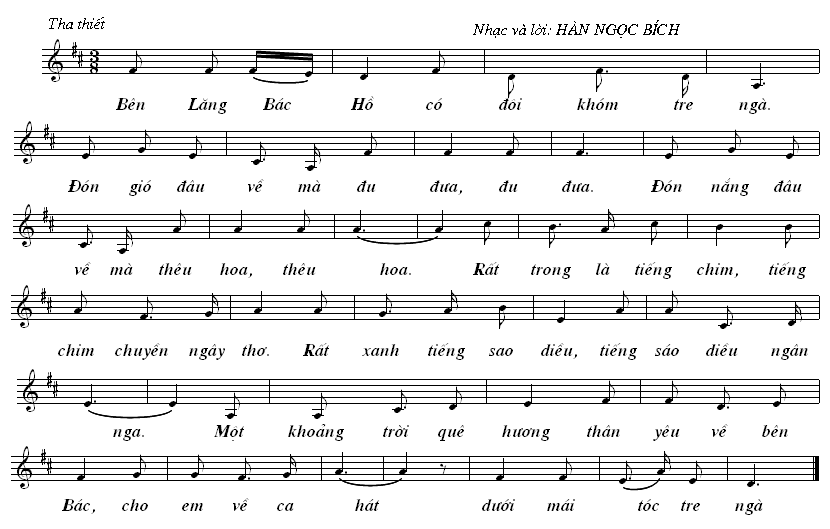 Tha thiết
Nhạc và lời: HÀN NGỌC BÍCH
3
8
Bên Lăng Bác Hồ có đôi khóm tre ngà.
Đón gió đâu về mà đu đưa, đu đưa. Đón nắng đâu
về mà thêu hoa, thêu hoa. Rất trong là tiếng chim, tiếng
chim chuyền ngây thơ. Rất xanh tiếng sao diều, tiếng sáo diều ngân
nga. Một khoảng trời quê hương thân yêu về bên
Bác, cho em về ca hát dưới mái tóc tre ngà